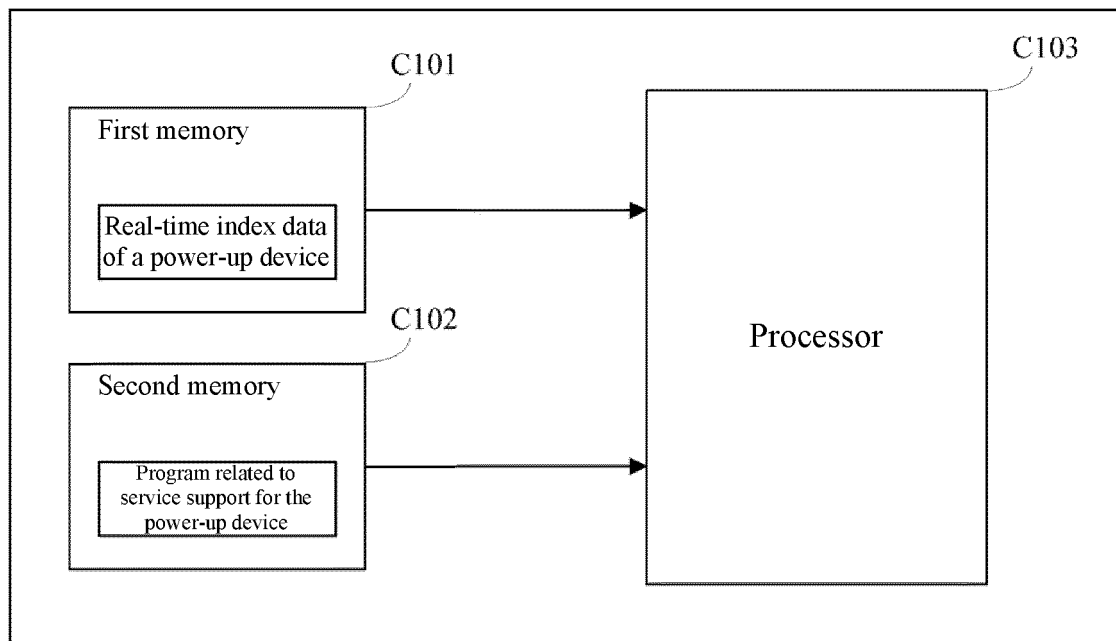 C101
C103
First memory
Real-time index data
of a power-up device
C102
Processor
Second memory
Program related to
service support for the
power-up device